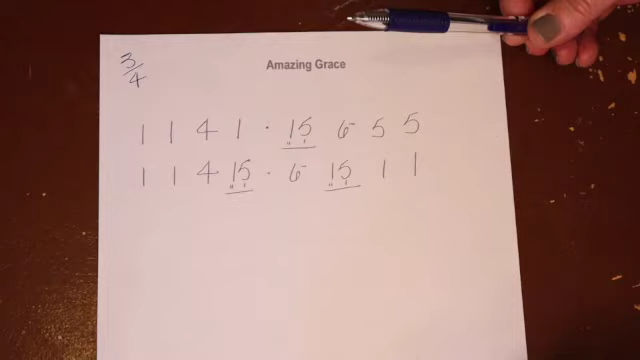 3/4
Amazing Grace
1 1 4 1 · 15 6- 5 5
1 1 4 15 · 6- 15 1 1